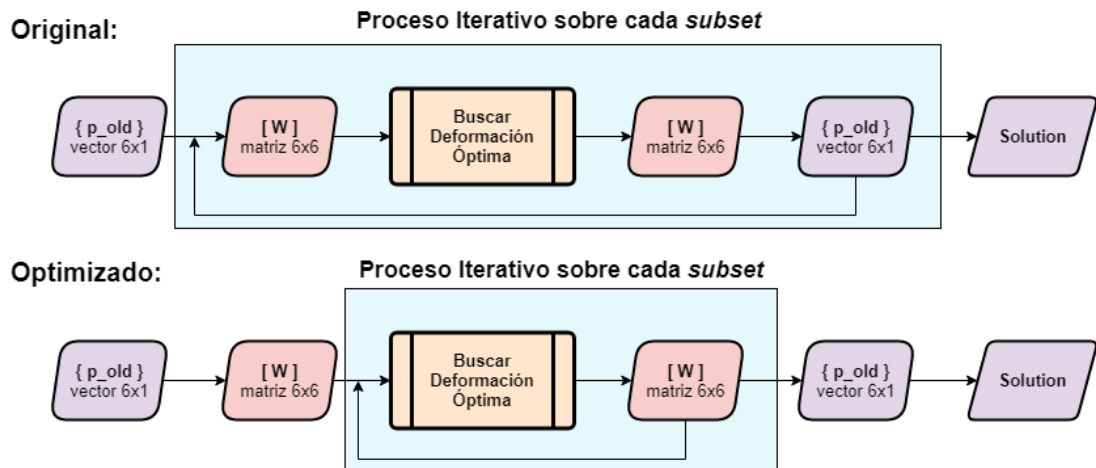 Proceso Iterativo sobre cada subset
Original:
{ p_old }
vector 6x1
[ W ]
matriz 6x6
Buscar
Deformación
Óptima
[ W ]
matriz 6x6
{ p_old }
vector 6x1
Solution
Optimizado:
Proceso Iterativo sobre cada subset
{ p_old }
vector 6x1
[ W ]
matriz 6x6
Buscar
Deformación
Óptima
[ W ]
matriz 6x6
{ p_old }
vector 6x1
Solution